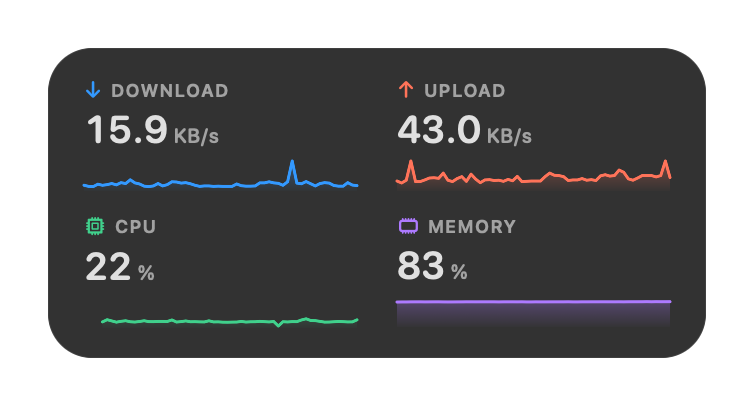 DOWNLOAD
15.9 KB/s
UPLOAD
43.0 KB/s
CPU
22 %
MEMORY
83 %